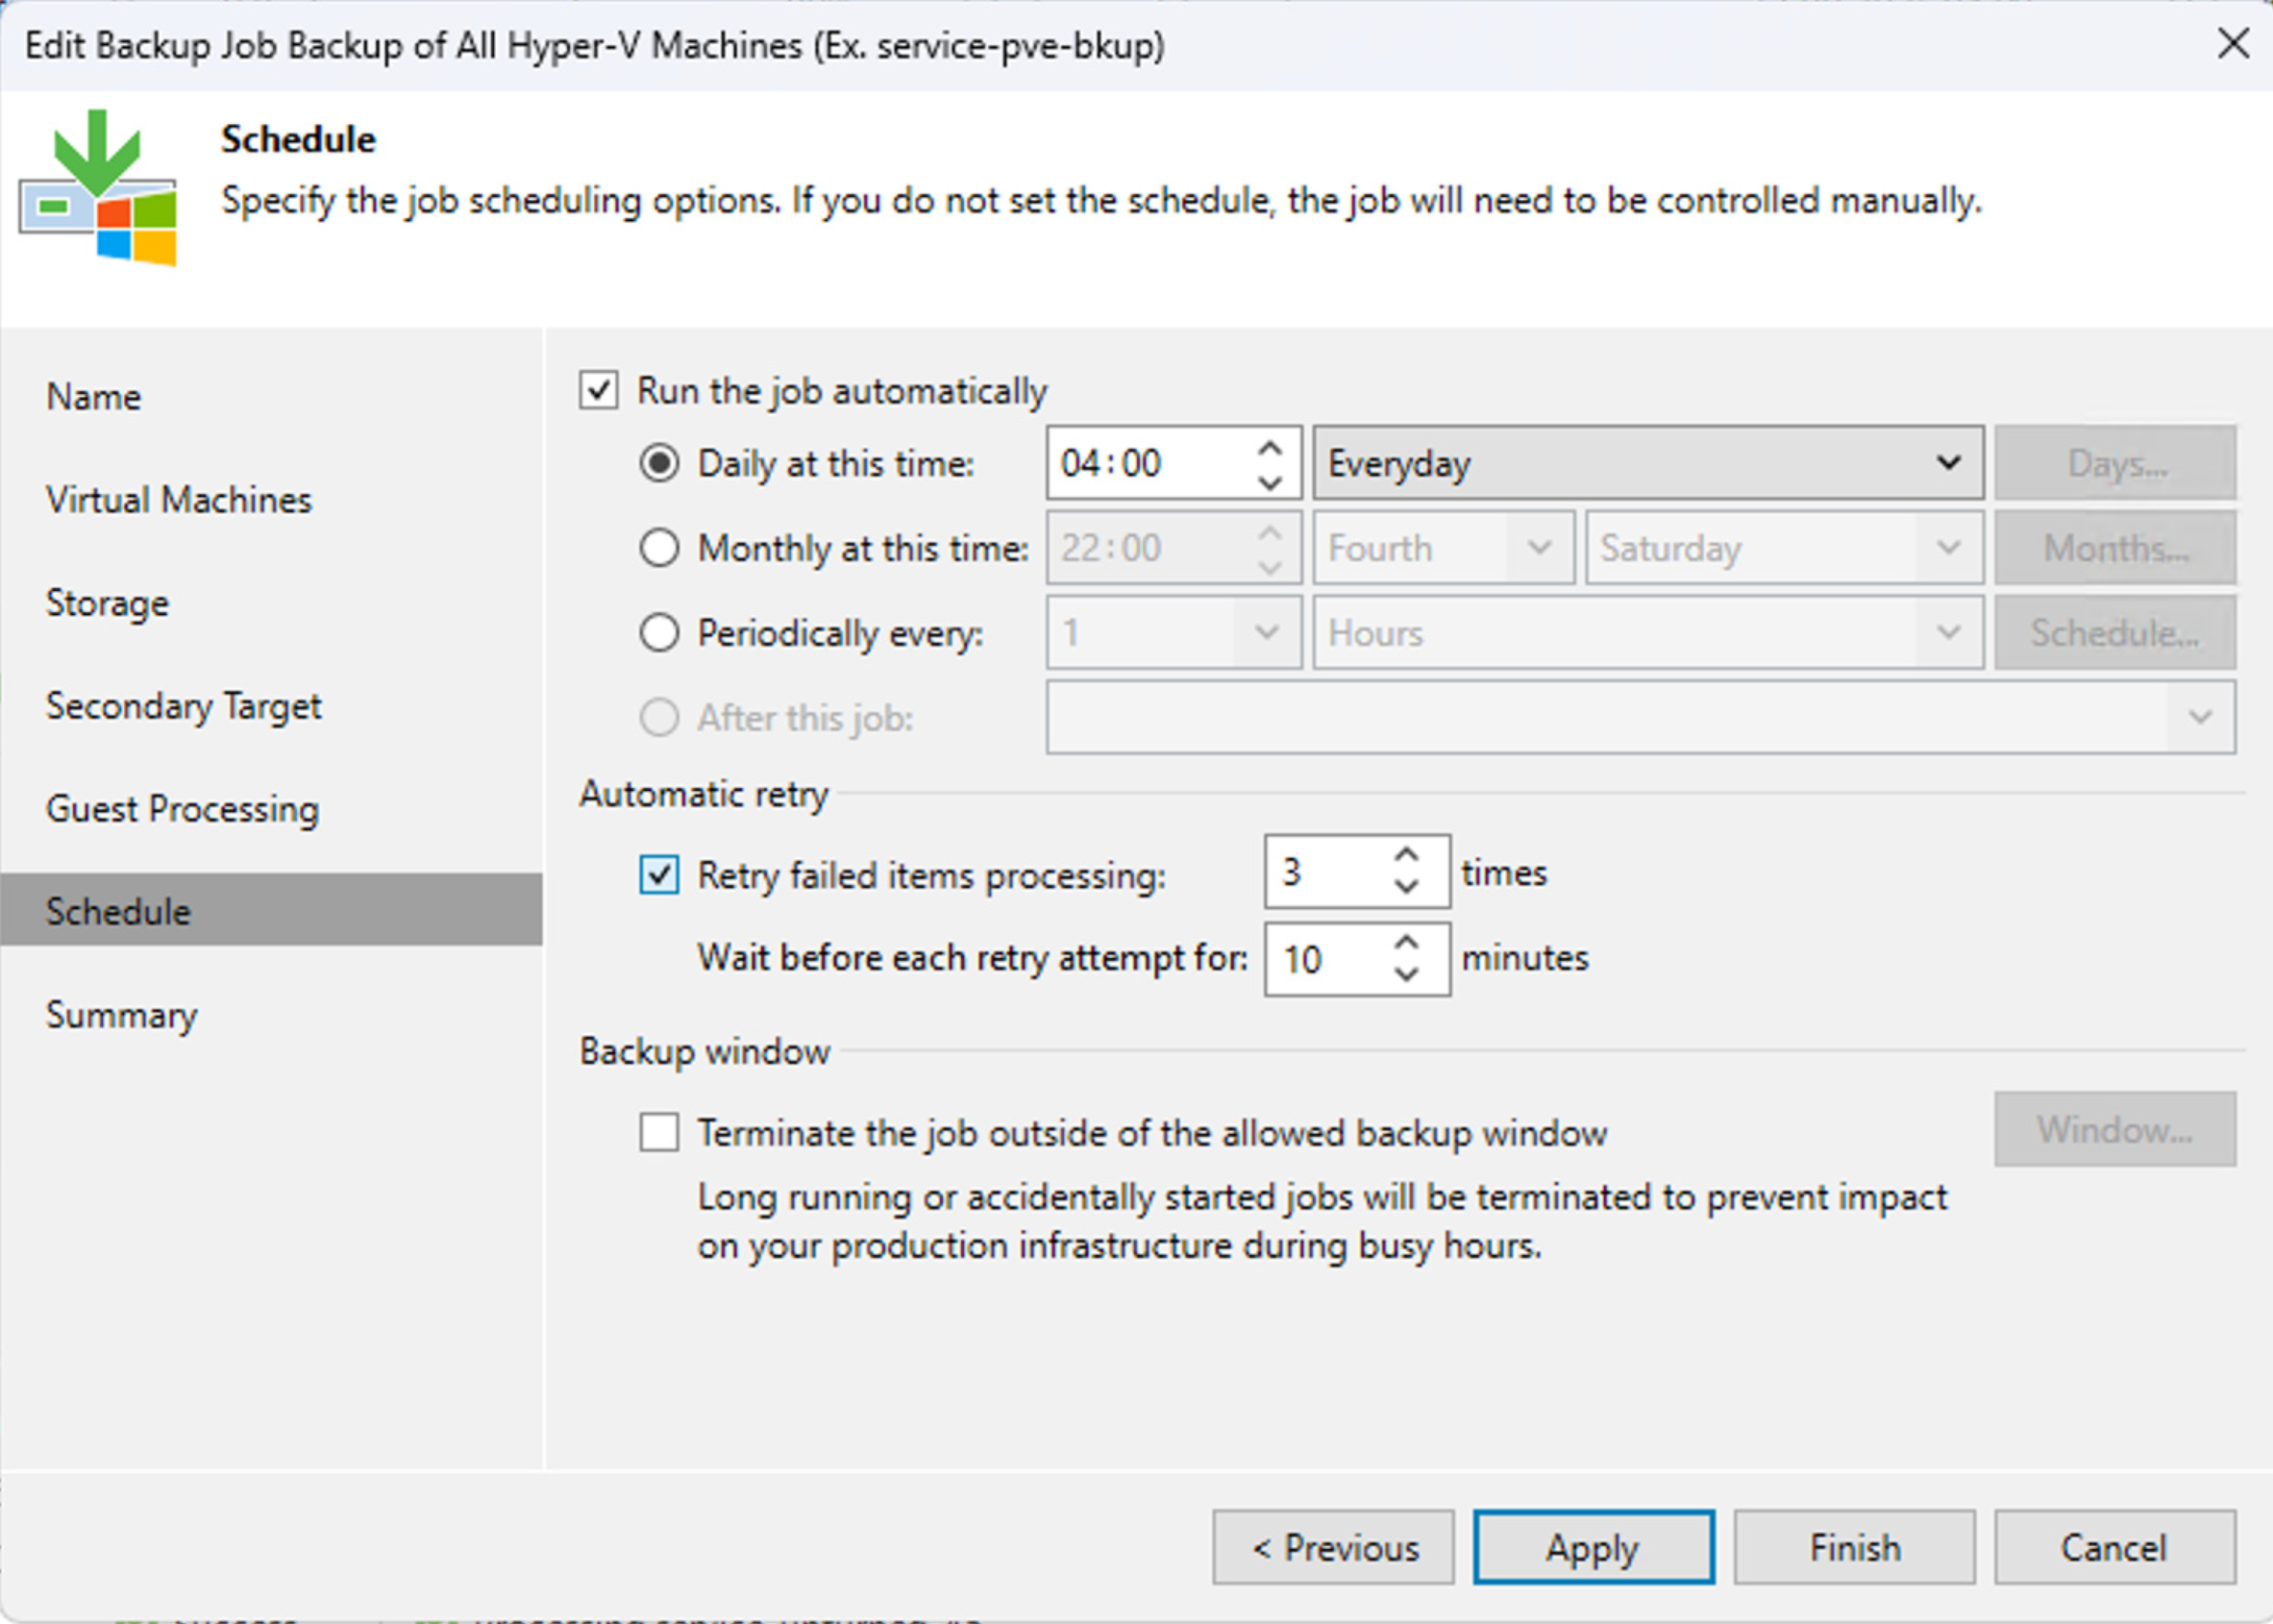 Edit Backup Job Backup of All Hyper-V Machines (Ex. service-pve-bkup)
Schedule
Specify the job scheduling options. If you do not set the schedule, the job will need to be controlled manually.
Name
Virtual Machines
Storage
Secondary Target
Guest Processing
Schedule
Summary
Run the job automatically
Daily at this time: 04:00 Everyday Days...
Monthly at this time: 22:00 Fourth Saturday Months...
Periodically every: 1 Hours Schedule...
After this job:
Automatic retry
Retry failed items processing: 3 times
Wait before each retry attempt for: 10 minutes
Backup window
Terminate the job outside of the allowed backup window Window...
Long running or accidentally started jobs will be terminated to prevent impact
on your production infrastructure during busy hours.
< Previous Apply Finish Cancel